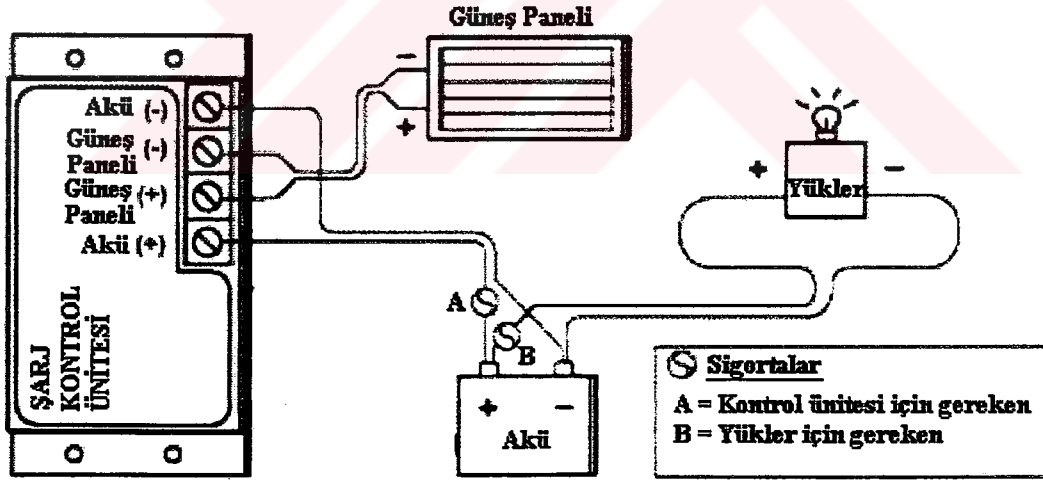 Güneş Paneli
−
+
Akü (-)
Güneş (-)
Paneli
Güneş (+)
Paneli
Akü (+)
ŞARJ
KONTROL
ÜNİTESİ
+ −
Yükler
A
B
+ −
Akü
Sigortalar
A = Kontrol ünitesi için gereken
B = Yükler için gereken